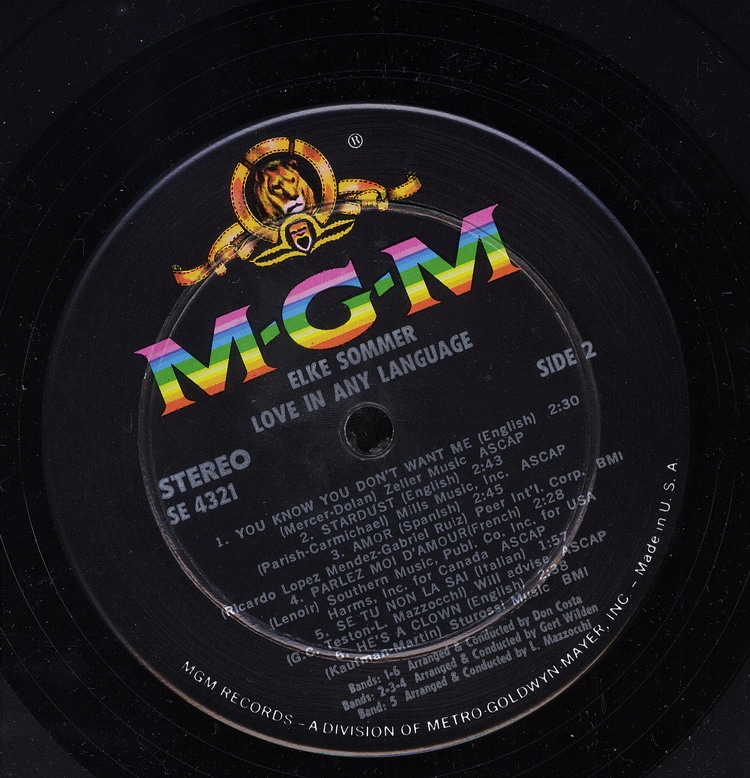 ®
M-G-M
ELKE SOMMER
LOVE IN ANY LANGUAGE
SIDE 2
STEREO
SE 4321
1. YOU KNOW YOU DON'T WANT ME (English) 2:30
(Mercer-Dolan) Zeller Music ASCAP
2. STARDUST (English) 2:43
(Parish-Carmichael) Mills Music, Inc. ASCAP
3. AMOR (Spanish) 2:45
(Ricardo Lopez Mendez-Gabriel Ruiz) Peer Int'l. Corp. BMI
4. PARLEZ MOI D'AMOUR(French) 2:28
(Lenoir) Southern Music, Publ. Co. Inc. for USA
Harms, Inc. for Canada ASCAP
5. SE TU NON LA SAI (Italian) 1:57
(G.C. Teston:L. Mazzocchi) Will advise ASCAP
6. HE'S A CLOWN (English) 2:38
(Kaufman-Martin) Sturose Music BMI
Bands: 1-6 Arranged & Conducted by Don Costa
Bands: 2-3-4 Arranged & Conducted by Gert Wilden
Band: 5 Arranged & Conducted by L. Mazzocchi
MGM RECORDS – A DIVISION OF METRO-GOLDWYN-MAYER, INC. – Made in U. S. A.